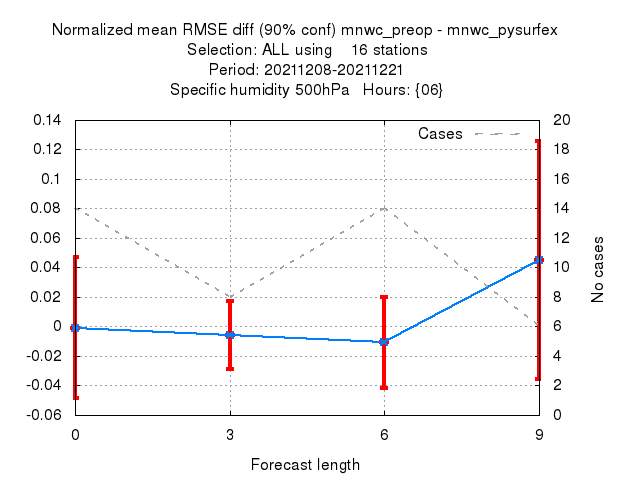 Normalized mean RMSE diff (90% conf) mnwc_preop - mnwc_pysurfex
Selection: ALL using    16 stations
Period: 20211208-20211221
Specific humidity 500hPa   Hours: {06}
Cases
0.14
0.12
0.1
0.08
0.06
0.04
0.02
0
-0.02
-0.04
-0.06
20
18
16
14
12
10
8
6
4
2
0
No cases
0 3 6 9
Forecast length